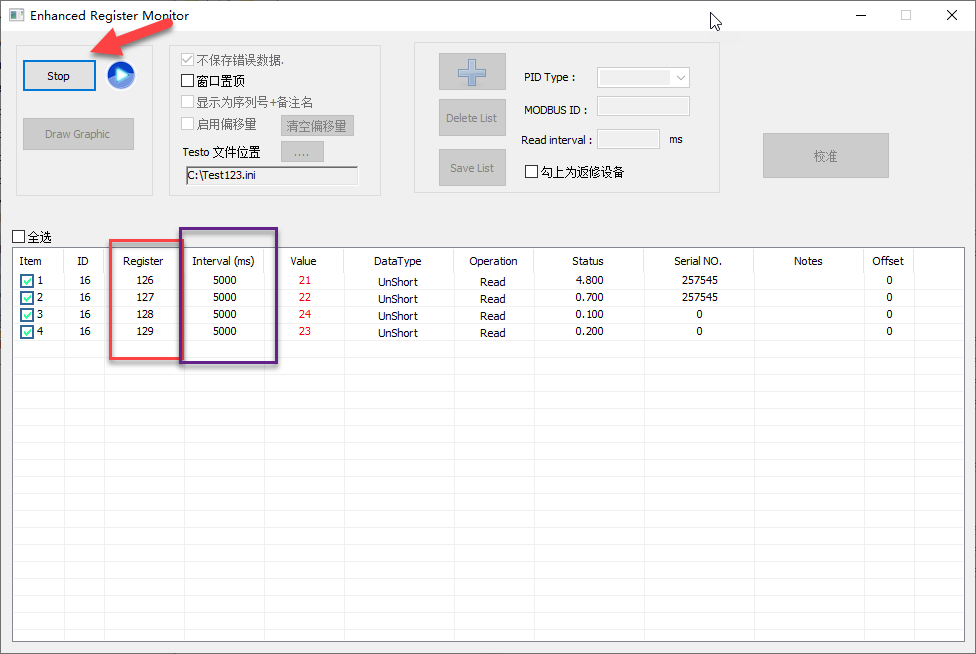 Enhanced Register Monitor
Stop
Draw Graphic
不保存错误数据.
窗口置顶
显示为序列号+备注名
启用偏移量
清空偏移量
Testo 文件位置
....
C:\Test123.ini
Delete List
Save List
PID Type :
MODBUS ID :
Read interval :
ms
勾上为返修设备
校准
全选
Item ID Register Interval (ms) Value DataType Operation Status Serial NO. Notes Offset
1 16 126 5000 21 UnShort Read 4.800 257545 0
2 16 127 5000 22 UnShort Read 0.700 257545 0
3 16 128 5000 24 UnShort Read 0.100 0 0
4 16 129 5000 23 UnShort Read 0.200 0 0